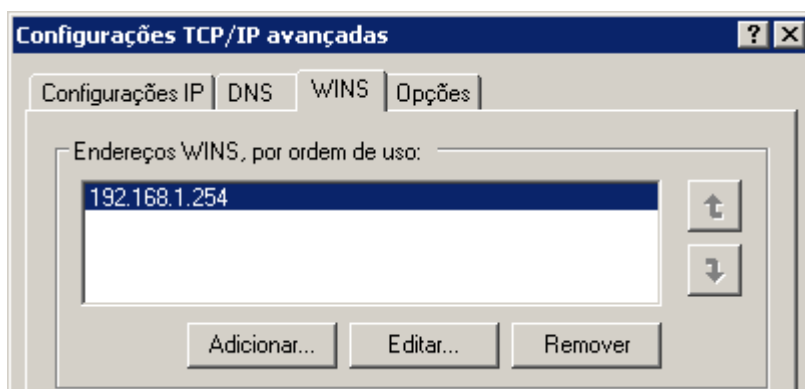 Configurações TCP/IP avançadas
Configurações IP DNS WINS Opções
Endereços WINS, por ordem de uso:
192.168.1.254
Adicionar... Editar... Remover